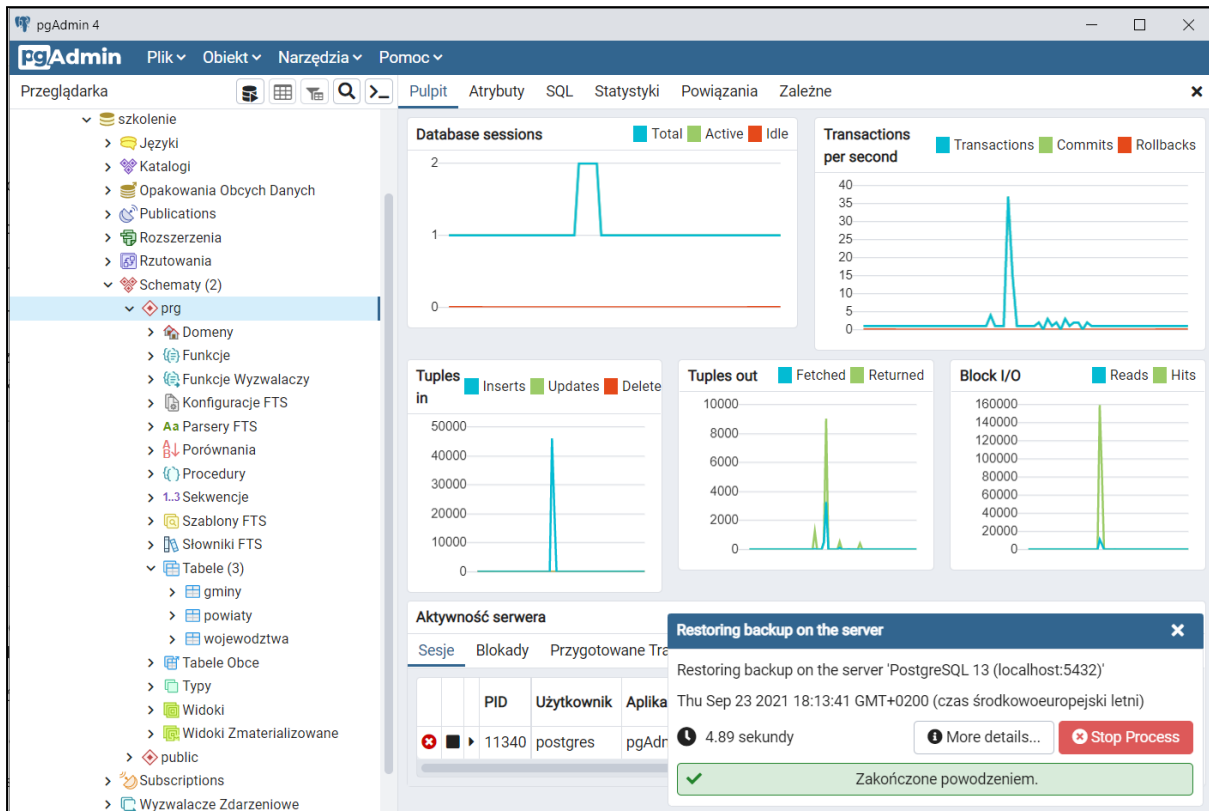 pgAdmin 4
pgAdmin Plik Obiekt Narzędzia Pomoc
Przeglądarka
szkolenie
Języki
Katalogi
Opakowania Obcych Danych
Publications
Rozszerzenia
Rzutowania
Schematy (2)
prg
Domeny
Funkcje
Funkcje Wyzwalaczy
Konfiguracje FTS
Aa Parsery FTS
Porównania
Procedury
1..3 Sekwencje
Szablony FTS
Słowniki FTS
Tabele (3)
gminy
powiaty
wojewodztwa
Tabele Obce
Typy
Widoki
Widoki Zmaterializowane
public
Subscriptions
Wyzwalacze Zdarzeniowe
Pulpit Atrybuty SQL Statystyki Powiązania Zależne
Database sessions Total Active Idle
2
1
0
Transactions per second Transactions Commits Rollbacks
40
35
30
25
20
15
10
5
0
Tuples in Inserts Updates Delete
50000
40000
30000
20000
10000
0
Tuples out Fetched Returned
10000
8000
6000
4000
2000
0
Block I/O Reads Hits
160000
140000
120000
100000
80000
60000
40000
20000
0
Aktywność serwera
Sesje Blokady Przygotowane Tra
PID Użytkownik Aplika
11340 postgres pgAdn
Restoring backup on the server
Restoring backup on the server 'PostgreSQL 13 (localhost:5432)'
Thu Sep 23 2021 18:13:41 GMT+0200 (czas środkowoeuropejski letni)
4.89 sekundy More details... Stop Process
Zakończone powodzeniem.